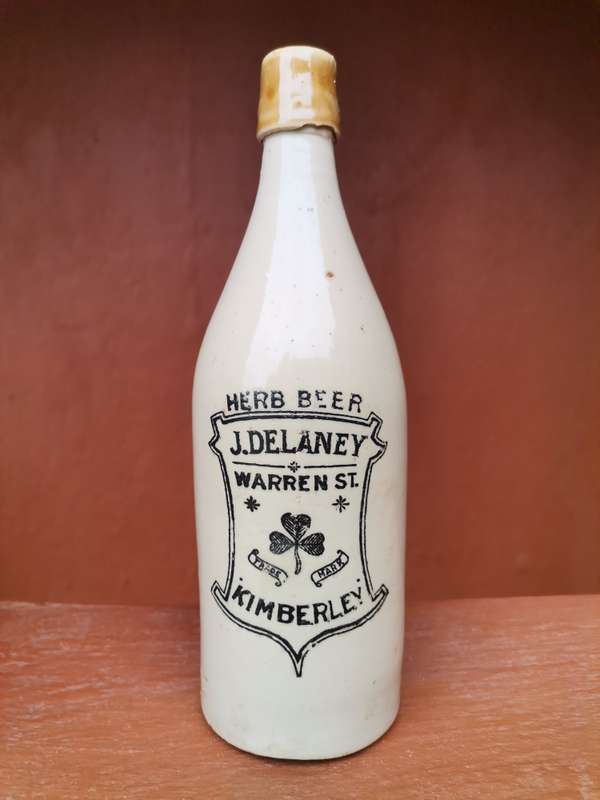 HERB BEER
J. DELANEY
WARREN ST.
TRADE MARK
KIMBERLEY